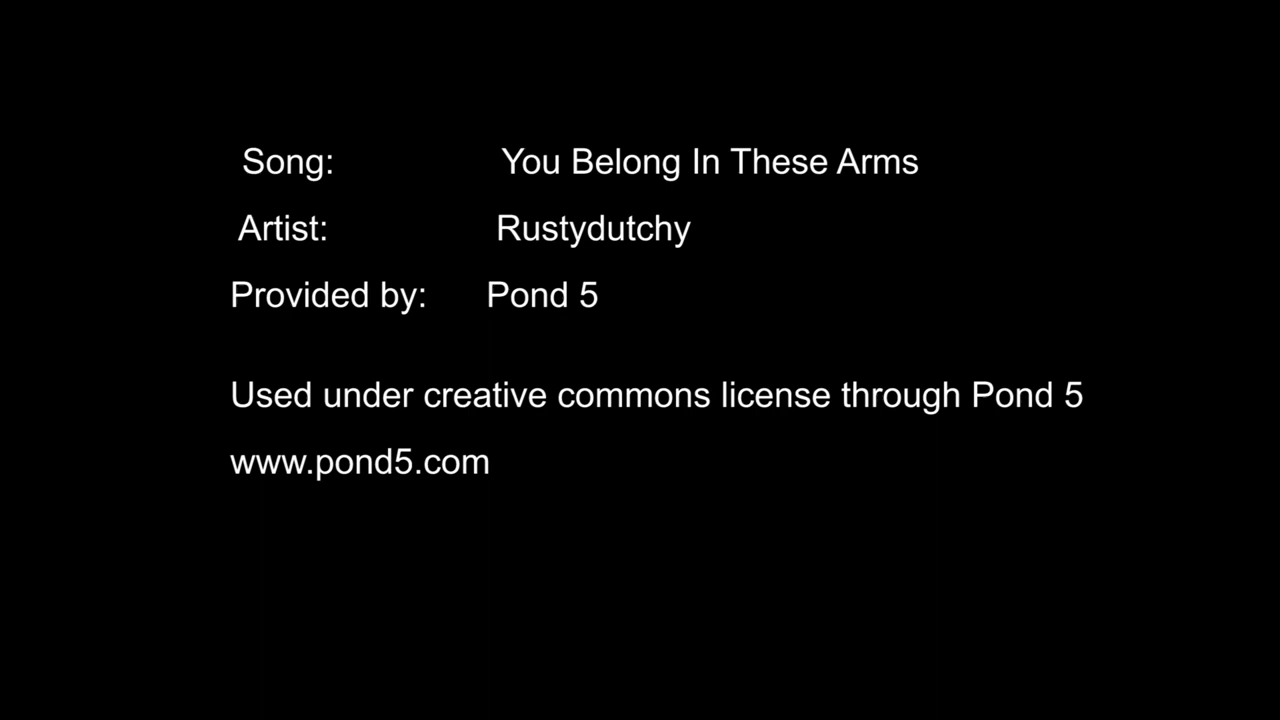 Song: You Belong In These Arms
Artist: Rustydutchy
Provided by: Pond 5
Used under creative commons license through Pond 5
www.pond5.com